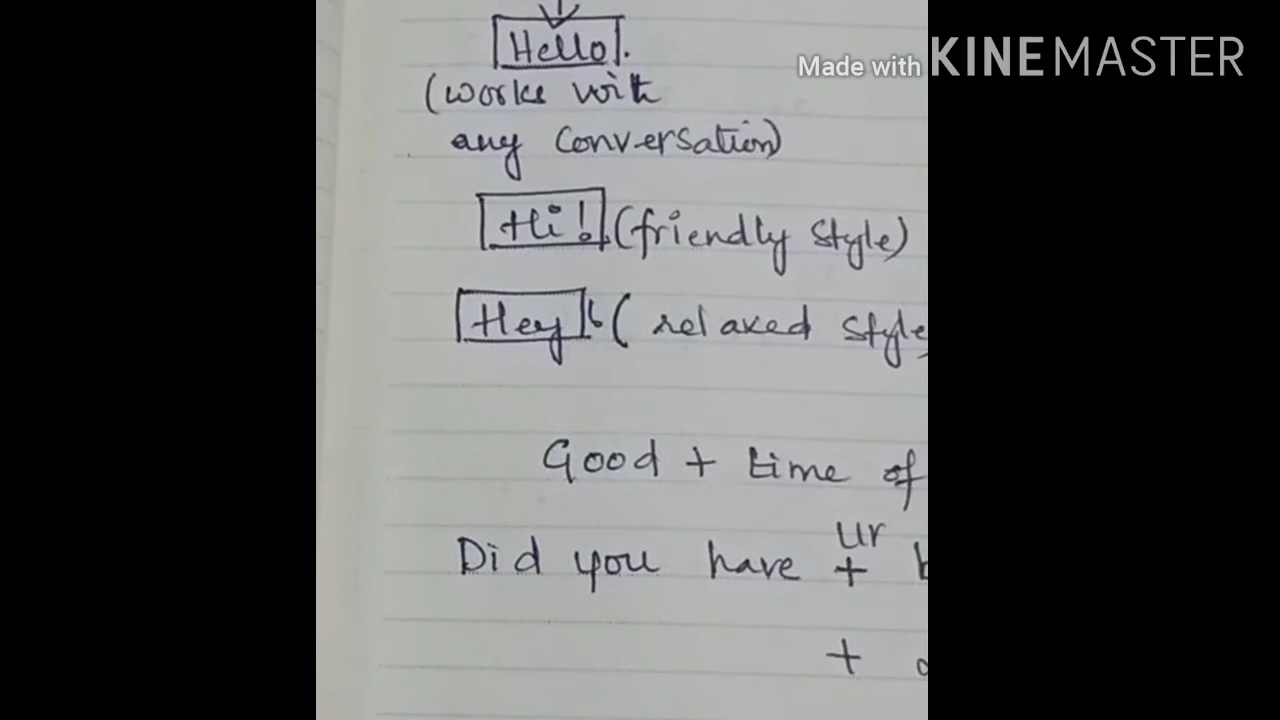 Hello.
(works with
any conversation)
Hi! (friendly style)
Hey! (relaxed style)
Good + time of
ur
Did you have +
+
Made with KINEMASTER